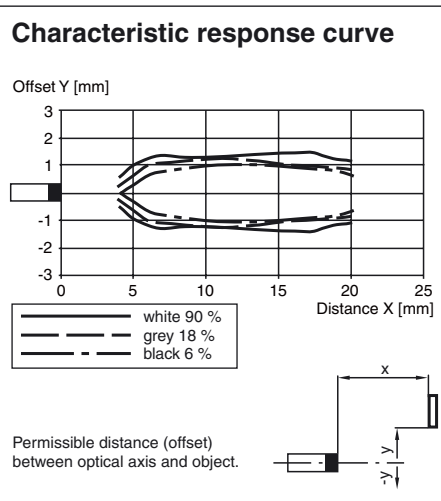 Characteristic response curve
Offset Y [mm]
3
2
1
0
-1
-2
-3
0 5 10 15 20 25
Distance X [mm]
white 90 %
grey 18 %
black 6 %
x
y
-y
Permissible distance (offset)
between optical axis and object.